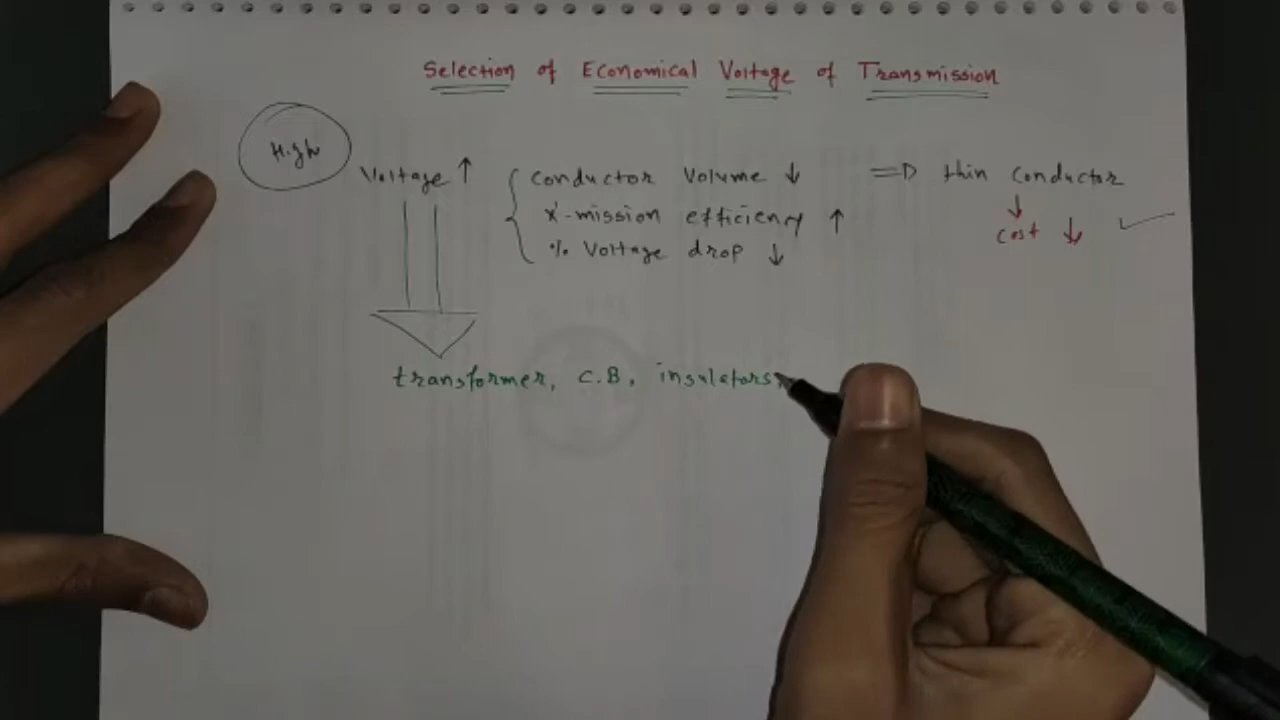 Selection of Economical Voltage of Transmission
High
Voltage ↑
Conductor Volume ↓ => thin Conductor
x'-mission efficiency ↑
↓ Cost ↓ ✓
% Voltage drop ↓
transformer, C.B, insulators,